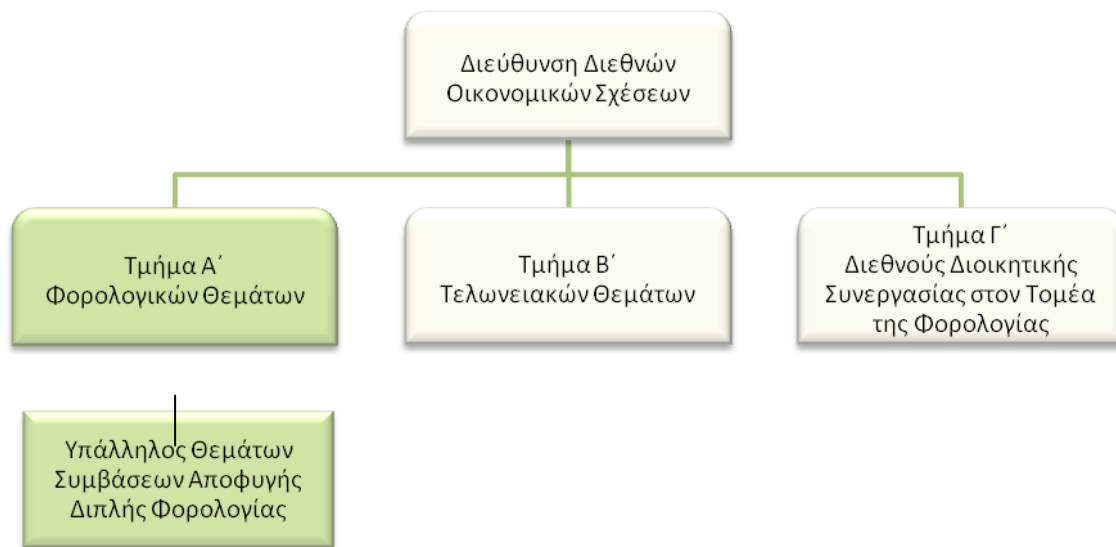 Διεύθυνση Διεθνών
Οικονομικών Σχέσεων
Τμήμα Α΄
Φορολογικών Θεμάτων
Τμήμα Β΄
Τελωνειακών Θεμάτων
Τμήμα Γ΄
Διεθνούς Διοικητικής
Συνεργασίας στον Τομέα
της Φορολογίας
Υπάλληλος Θεμάτων
Συμβάσεων Αποφυγής
Διπλής Φορολογίας